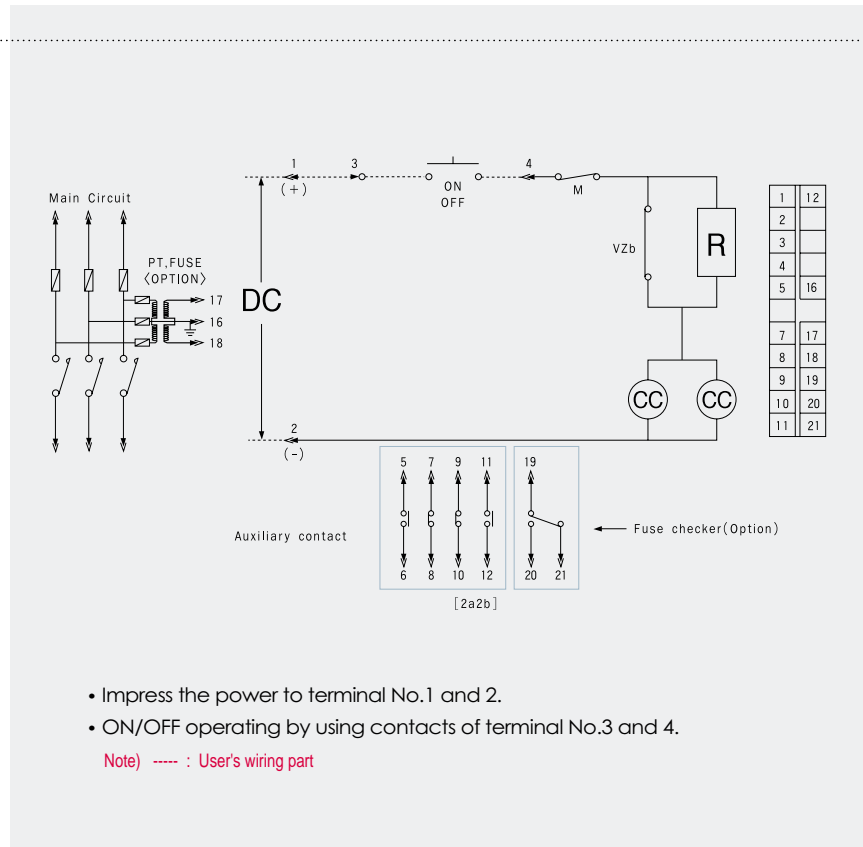 1 3 4
(+)
ON
OFF
M
Main Circuit
PT,FUSE
〈OPTION〉
17
16
18
DC
VZb
R
CC CC
2
(-)
1 12
2
3
4
5 16
7 17
8 18
9 19
10 20
11 21
5 7 9 11 19
Auxiliary contact
Fuse checker(Option)
6 8 10 12 20 21
[2a2b]
• Impress the power to terminal No.1 and 2.
• ON/OFF operating by using contacts of terminal No.3 and 4.
Note) ----- : User's wiring part